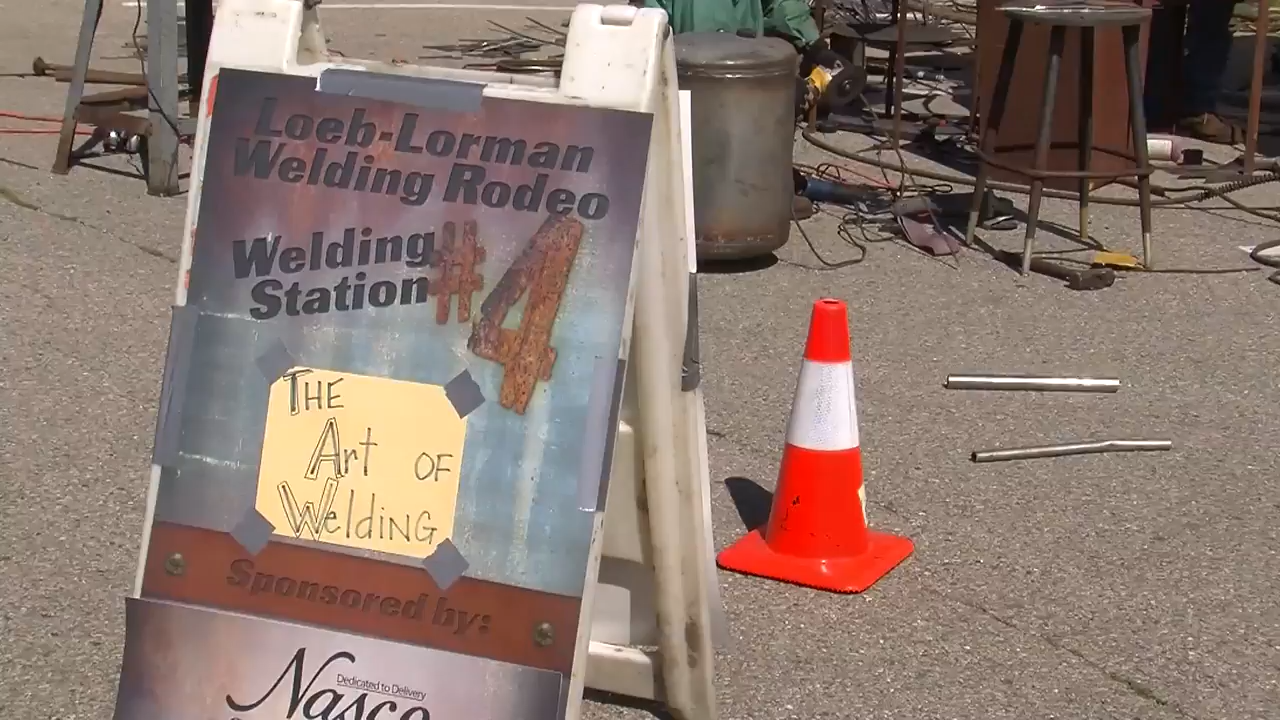 Loeb-Lorman
Welding Rodeo
Welding
Station #4
THE
Art OF
WeldING
Sponsored by:
Dedicated to Delivery
Nasco